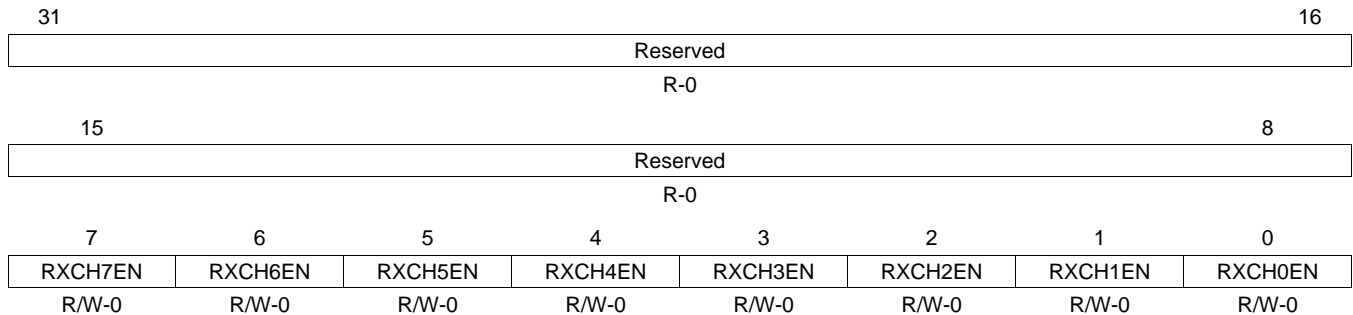 31 16
Reserved
R-0
15 8
Reserved
R-0
7 6 5 4 3 2 1 0
RXCH7EN RXCH6EN RXCH5EN RXCH4EN RXCH3EN RXCH2EN RXCH1EN RXCH0EN
R/W-0 R/W-0 R/W-0 R/W-0 R/W-0 R/W-0 R/W-0 R/W-0